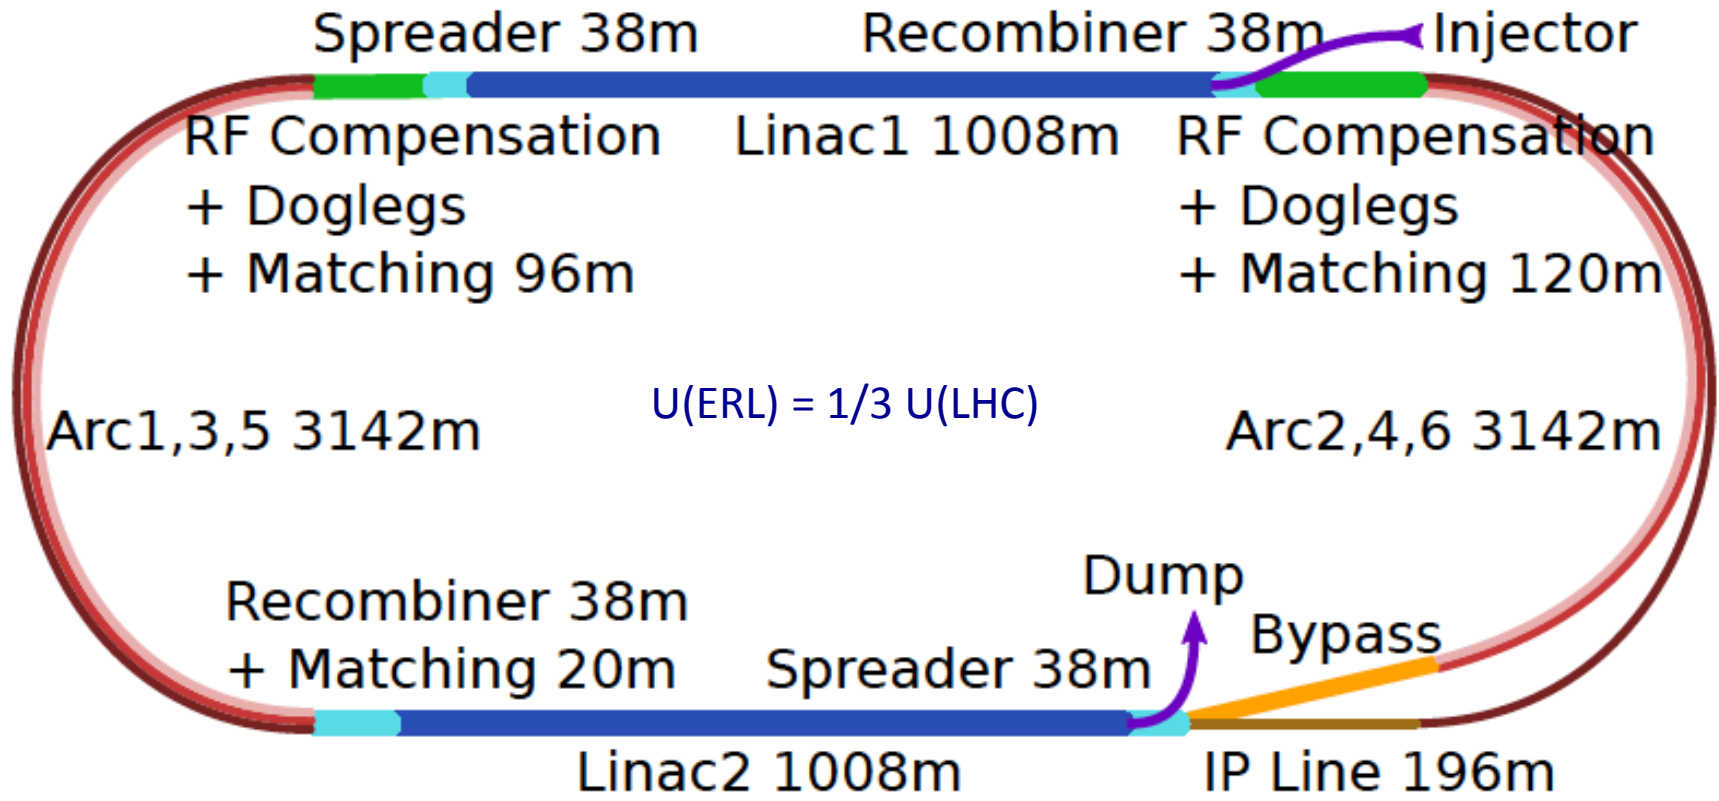 Spreader 38m
Recombiner 38m
Injector
RF Compensation
+ Doglegs
+ Matching 96m
Linac1 1008m
RF Compensation
+ Doglegs
+ Matching 120m
U(ERL) = 1/3 U(LHC)
Arc1,3,5 3142m
Arc2,4,6 3142m
Recombiner 38m
+ Matching 20m
Spreader 38m
Dump
Bypass
Linac2 1008m
IP Line 196m